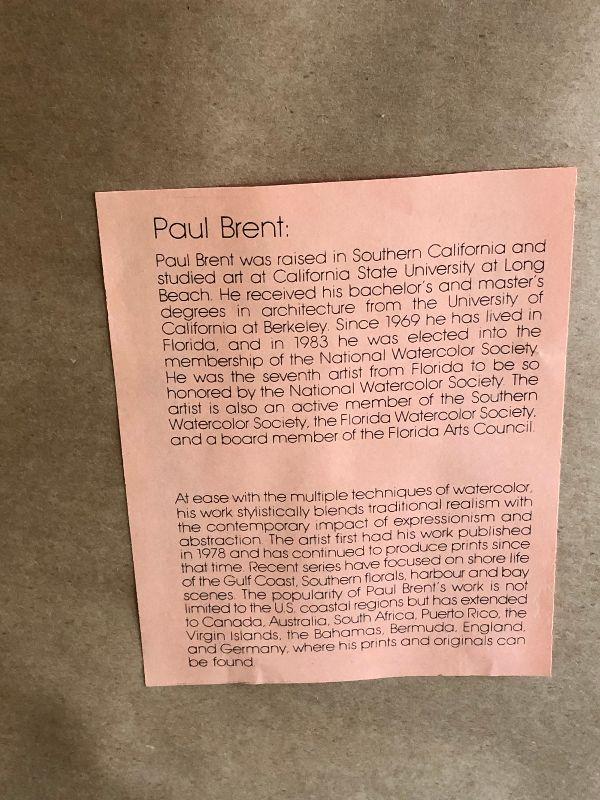 Paul Brent:
Paul Brent was raised in Southern California and
studied art at California State University at Long
Beach. He received his bachelor's and master's
degrees in architecture from the University of
California at Berkeley. Since 1969 he has lived in
Florida, and in 1983 he was elected into the
membership of the National Watercolor Society.
He was the seventh artist from Florida to be so
honored by the National Watercolor Society. The
artist is also an active member of the Southern
Watercolor Society, the Florida Watercolor Society,
and a board member of the Florida Arts Council.
At ease with the multiple techniques of watercolor,
his work stylistically blends traditional realism with
the contemporary impact of expressionism and
abstraction. The artist first had his work published
in 1978 and has continued to produce prints since
that time. Recent series have focused on shore life
of the Gulf Coast, Southern florals, harbour and bay
scenes. The popularity of Paul Brent's work is not
limited to the U.S. coastal regions but has extended
to Canada, Australia, South Africa, Puerto Rico, the
Virgin Islands, the Bahamas, Bermuda, England,
and Germany, where his prints and originals can
be found.